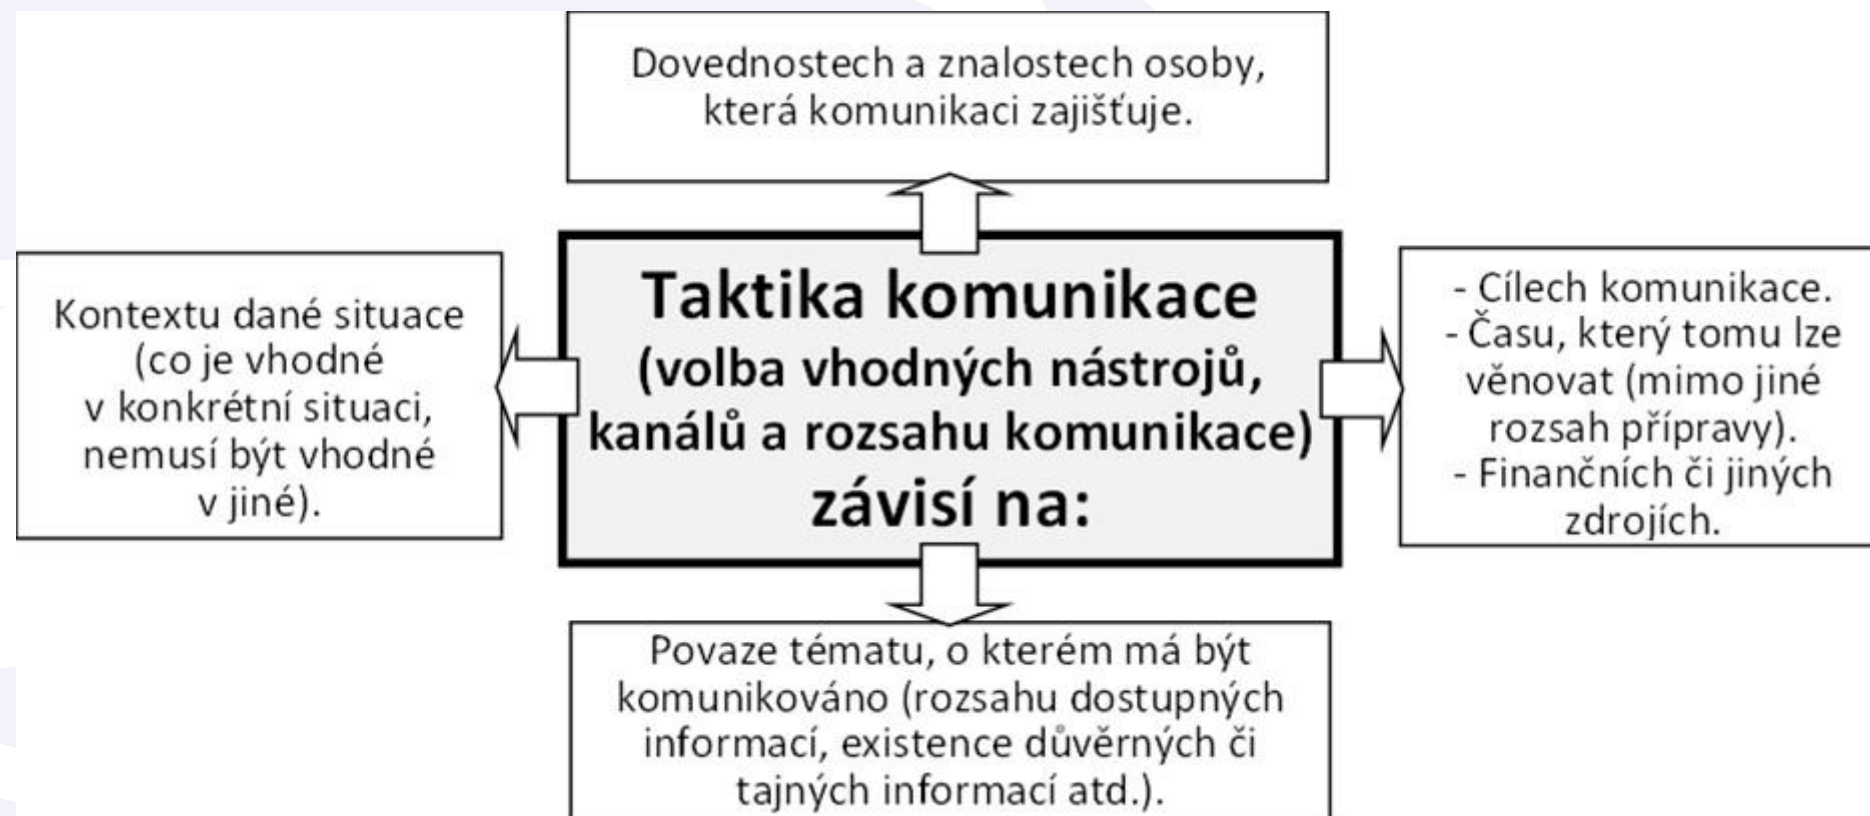 Dovednostech a znalostech osoby,
která komunikaci zajišťuje.
Kontextu dané situace
(co je vhodné
v konkrétní situaci,
nemusí být vhodné
v jiné).
Taktika komunikace
(volba vhodných nástrojů,
kanálů a rozsahu komunikace)
závisí na:
- Cílech komunikace.
- Času, který tomu lze
věnovat (mimo jiné
rozsah přípravy).
- Finančních či jiných
zdrojích.
Povaze tématu, o kterém má být
komunikováno (rozsahu dostupných
informací, existence důvěrných či
tajných informací atd.).